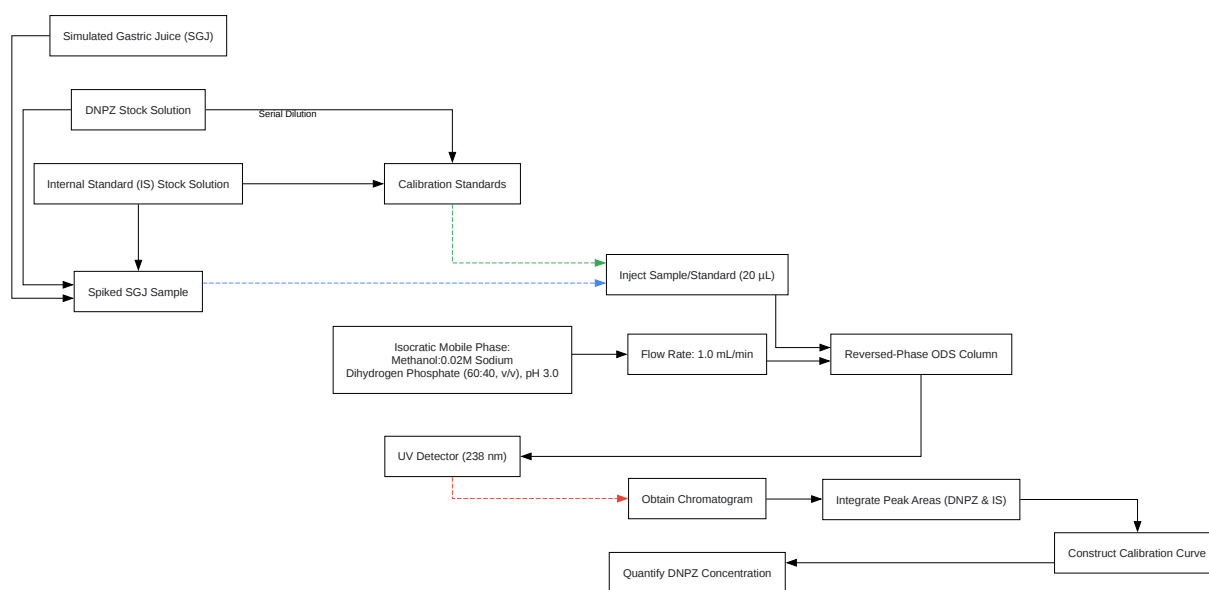 Simulated Gastric Juice (SGJ)
DNPZ Stock Solution
Serial Dilution
Internal Standard (IS) Stock Solution
Calibration Standards
Inject Sample/Standard (20 µL)
Spiked SGJ Sample
Isocratic Mobile Phase:
Methanol:0.02M Sodium
Dihydrogen Phosphate (60:40, v/v), pH 3.0
Flow Rate: 1.0 mL/min
Reversed-Phase ODS Column
UV Detector (238 nm)
Obtain Chromatogram
Integrate Peak Areas (DNPZ & IS)
Construct Calibration Curve
Quantify DNPZ Concentration